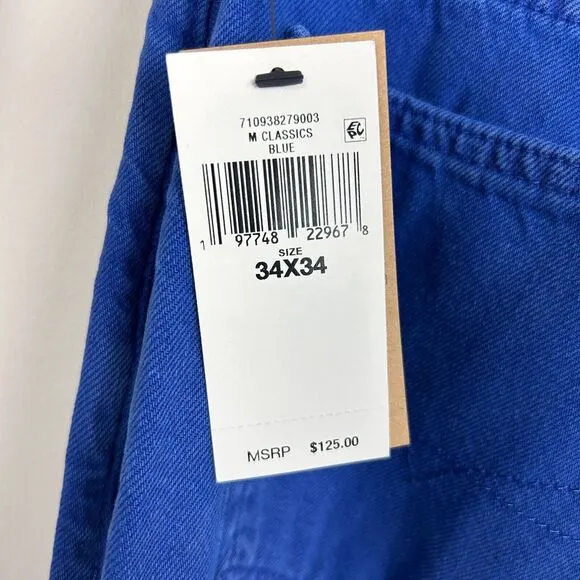 710938279003
M CLASSICS
BLUE
1 97748 22967 8
SIZE
34X34
MSRP $125.00